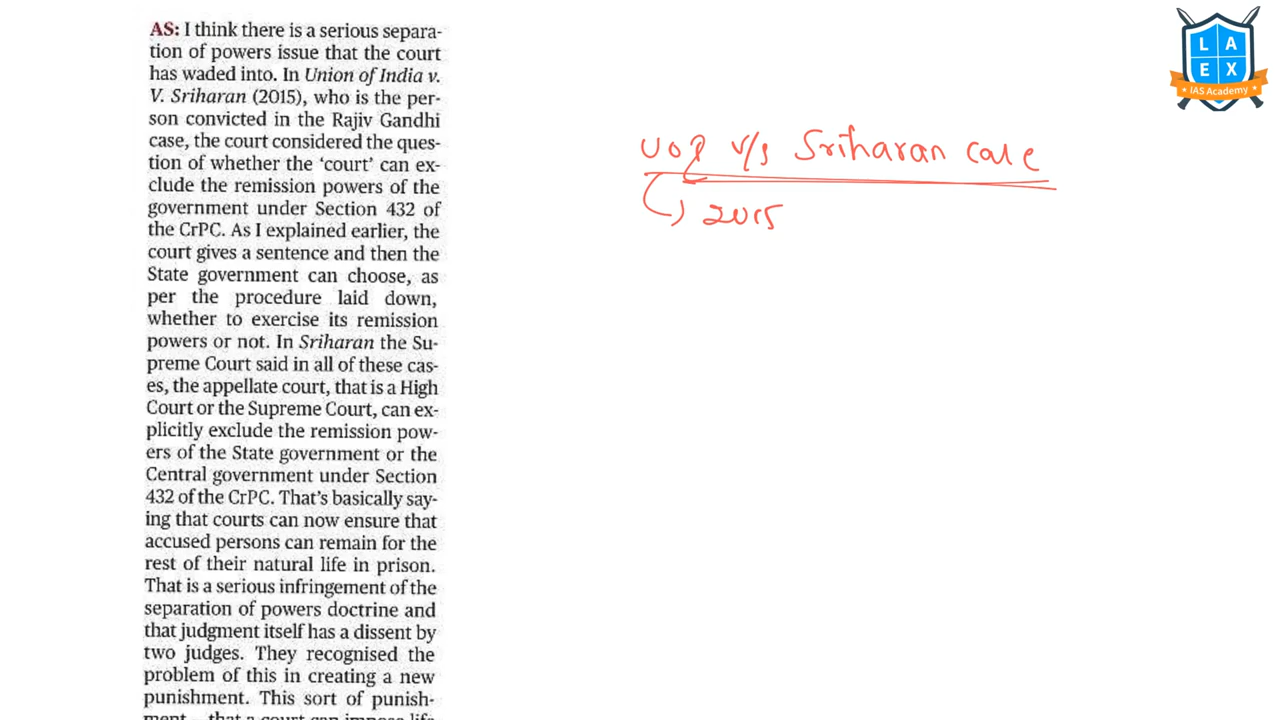 AS: I think there is a serious separa-
tion of powers issue that the court
has waded into. In Union of India v.
V. Sriharan (2015), who is the per-
son convicted in the Rajiv Gandhi
case, the court considered the ques-
tion of whether the ‘court’ can ex-
clude the remission powers of the
government under Section 432 of
the CrPC. As I explained earlier, the
court gives a sentence and then the
State government can choose, as
per the procedure laid down,
whether to exercise its remission
powers or not. In Sriharan the Su-
preme Court said in all of these cas-
es, the appellate court, that is a High
Court or the Supreme Court, can ex-
plicitly exclude the remission pow-
ers of the State government or the
Central government under Section
432 of the CrPC. That’s basically say-
ing that courts can now ensure that
accused persons can remain for the
rest of their natural life in prison.
That is a serious infringement of the
separation of powers doctrine and
that judgment itself has a dissent by
two judges. They recognised the
problem of this in creating a new
punishment. This sort of punish-
ment – that a court can impose life
UOI v/s Sriharan case
2015
L A
E X
IAS Academy